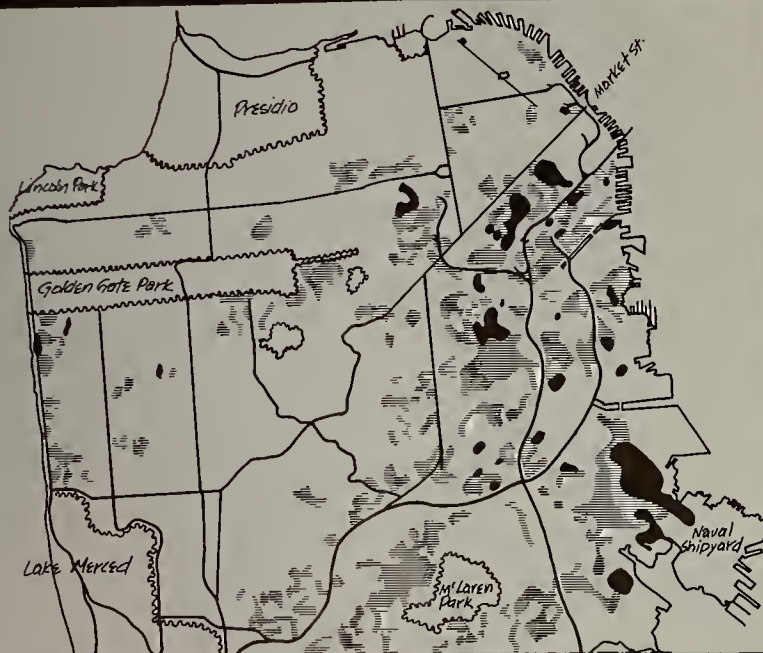 Market St.
Presidio
Lincoln Park
Golden Gate Park
Lake Merced
McLaren
Park
Naval
Shipyard